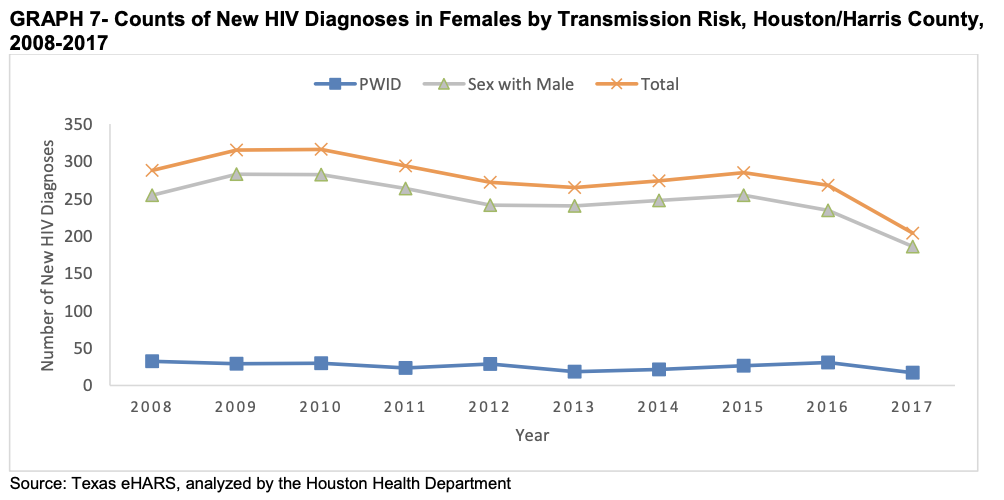 GRAPH 7- Counts of New HIV Diagnoses in Females by Transmission Risk, Houston/Harris County,
2008-2017
PWID Sex with Male Total
Number of New HIV Diagnoses
350
300
250
200
150
100
50
0
2008 2009 2010 2011 2012 2013 2014 2015 2016 2017
Year
Source: Texas eHARS, analyzed by the Houston Health Department